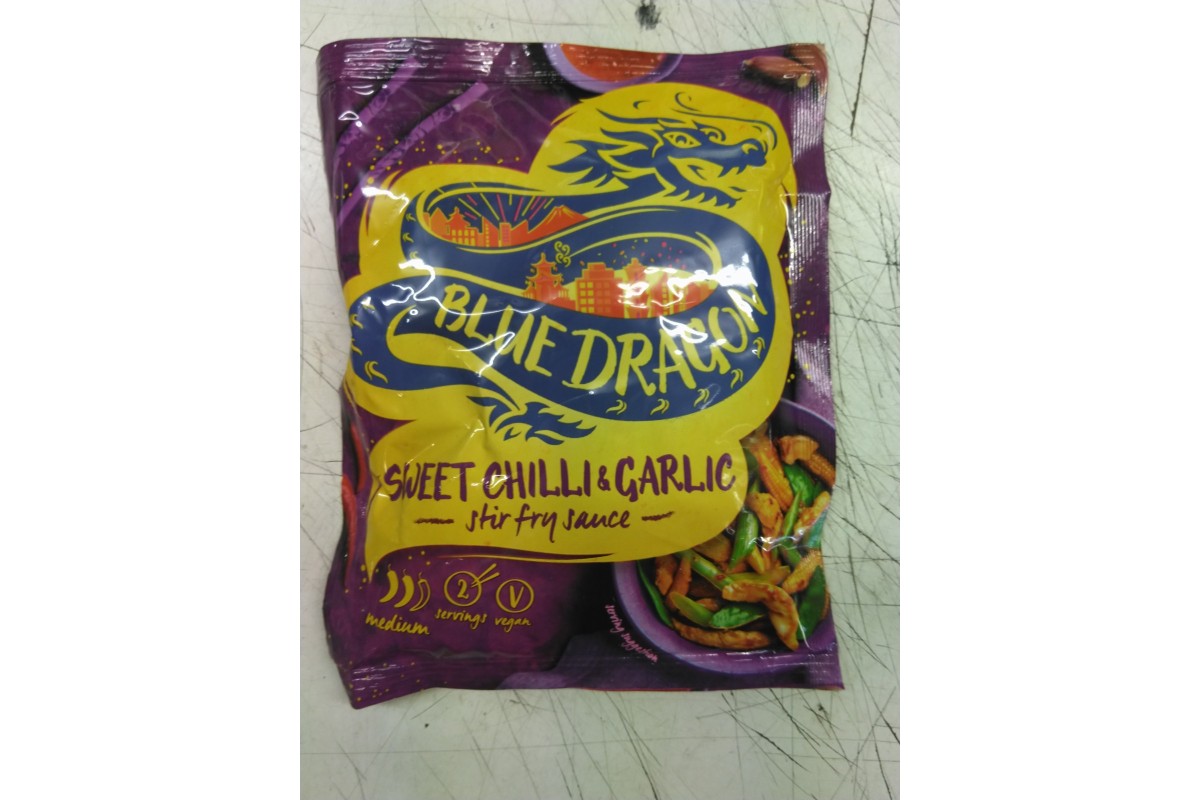 BLUE DRAGON
SWEET CHILLI & GARLIC
stir fry sauce
2
V
medium
servings
vegan
serving suggestion